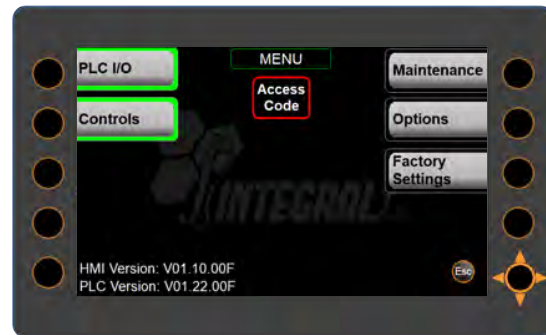 MENU
PLC I/O
Access
Code
Maintenance
Controls
Options
Factory
Settings
INTEGRAL
HMI Version: V01.10.00F
PLC Version: V01.22.00F
Esc